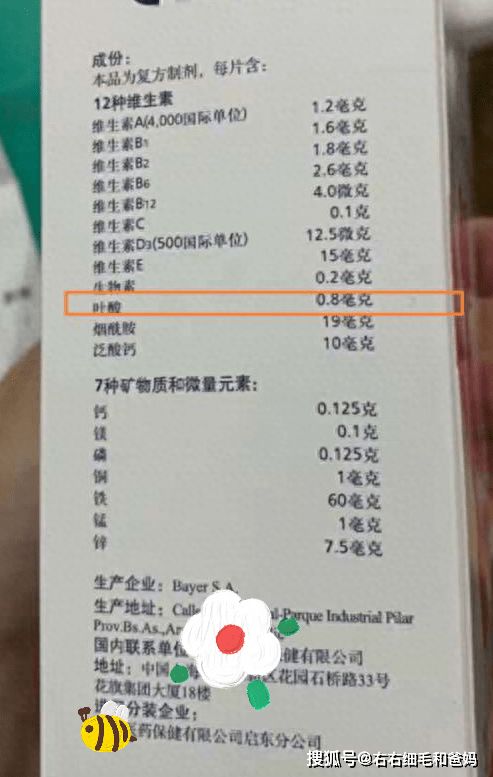 成份：
本品为复方制剂，每片含：
12种维生素
维生素A(4,000国际单位) 1.2毫克
维生素B1 1.6毫克
维生素B2 1.8毫克
维生素B6 2.6毫克
维生素B12 4.0微克
维生素C 0.1克
维生素D3(500国际单位) 12.5微克
维生素E 15毫克
生物素 0.2毫克
叶酸 0.8毫克
烟酰胺 19毫克
泛酸钙 10毫克
7种矿物质和微量元素：
钙 0.125克
镁 0.1克
磷 0.125克
铜 1毫克
铁 60毫克
锰 1毫克
锌 7.5毫克
生产企业：Bayer S.A.
生产地址：Calle al-Parque Industrial Pilar
Prov.Bs.As.,Ar
国内联系单位 保健有限公司
地址：中国 区花园石桥路33号
花旗集团大厦18楼
分装企业：
医药保健有限公司启东分公司
搜狐号@右右细毛和爸妈